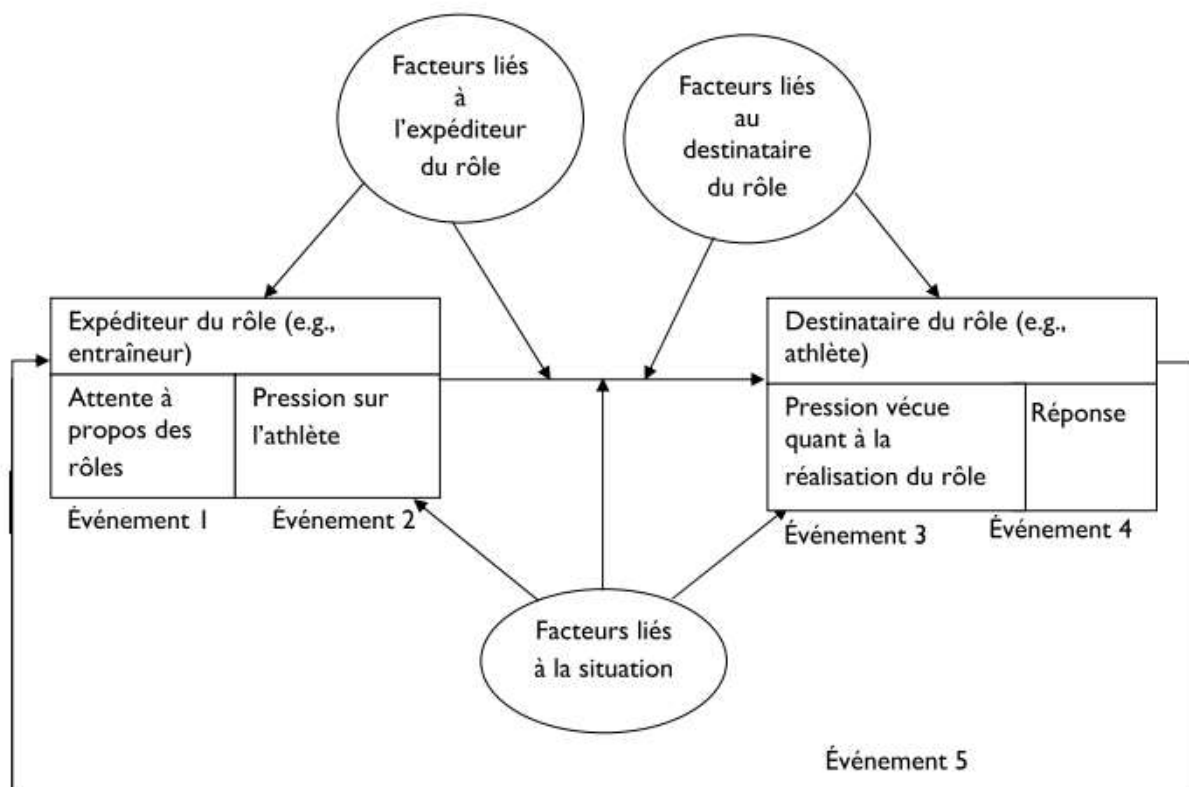 Facteurs liés
à
l'expéditeur
du rôle
Facteurs liés
au
destinataire
du rôle
Expéditeur du rôle (e.g.,
entraîneur)
Attente à
propos des
rôles
Pression sur
l'athlète
Événement 1
Événement 2
Destinataire du rôle (e.g.,
athlète)
Pression vécue
quant à la
réalisation du rôle
Réponse
Événement 3
Événement 4
Facteurs liés
à la situation
Événement 5